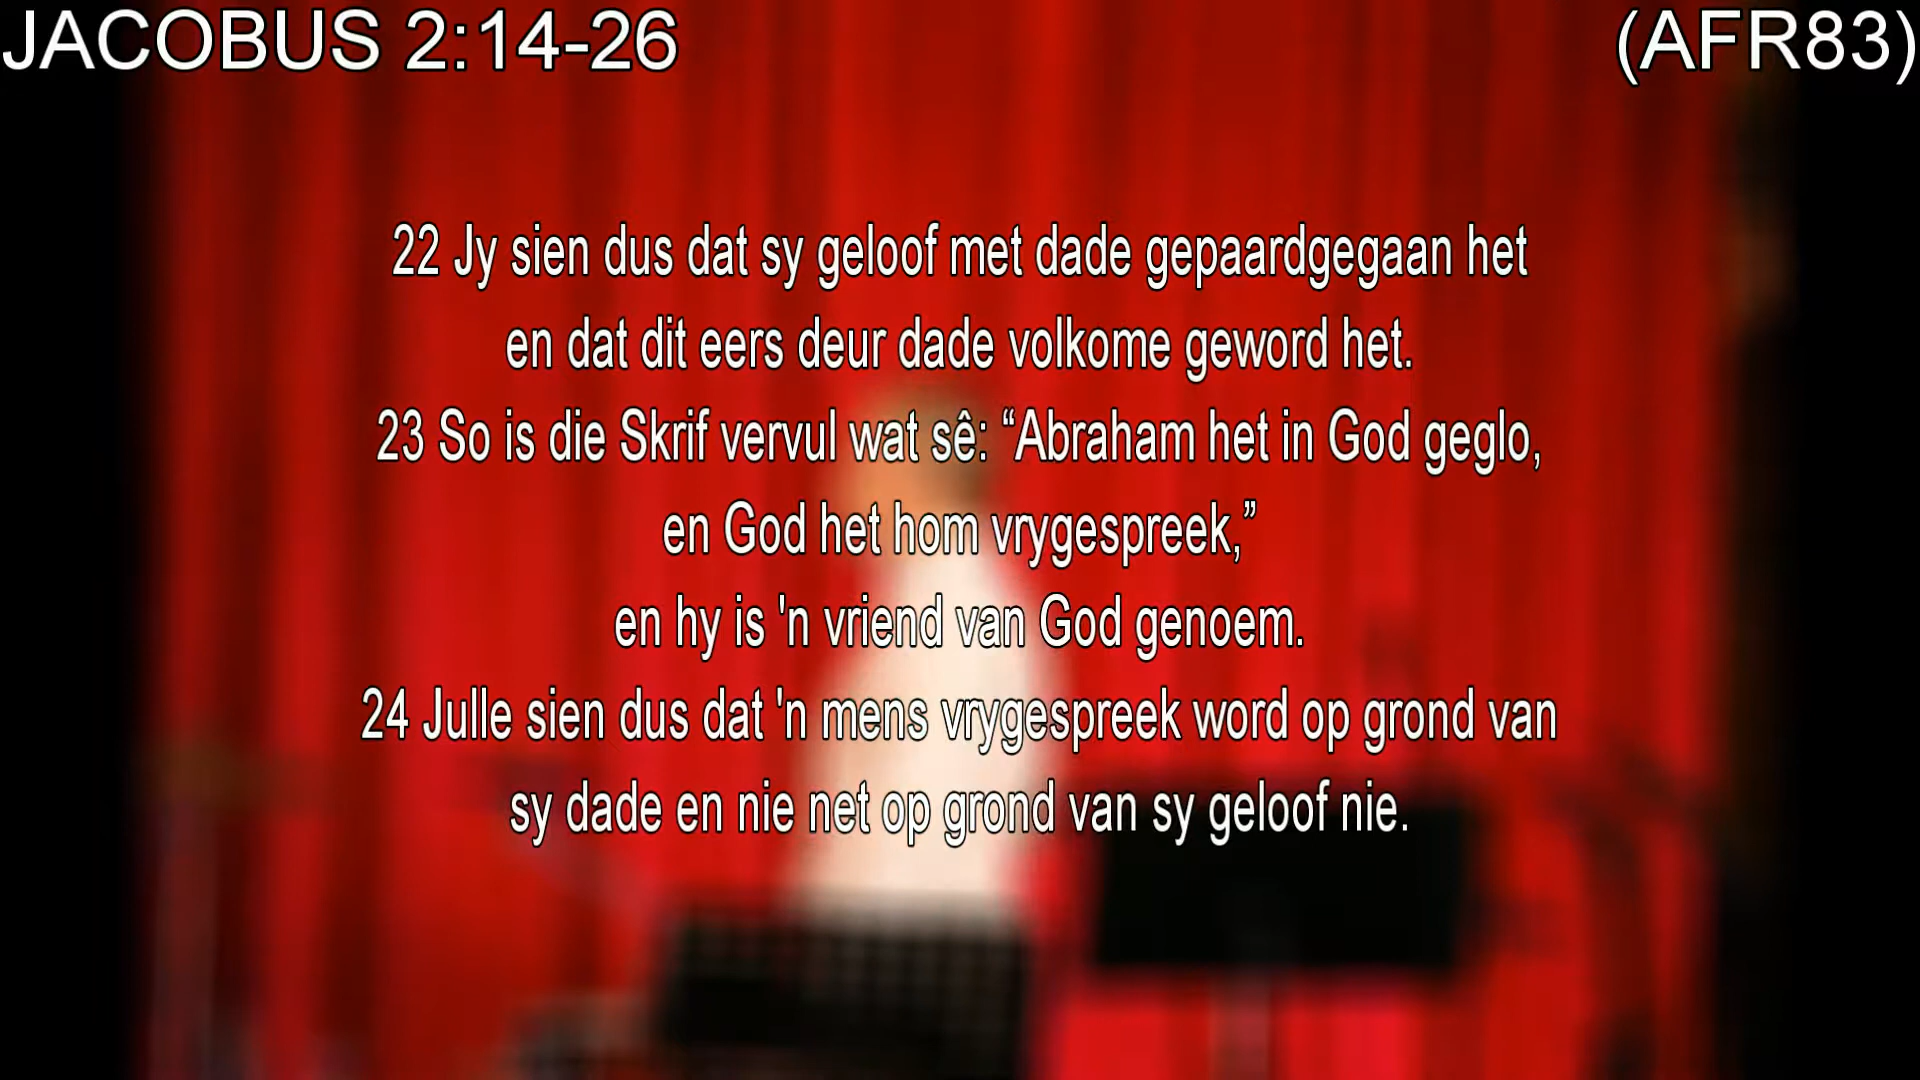 JACOBUS 2:14-26 (AFR83)
22 Jy sien dus dat sy geloof met dade gepaardgegaan het
en dat dit eers deur dade volkome geword het.
23 So is die Skrif vervul wat sê: “Abraham het in God geglo,
en God het hom vrygespreek,”
en hy is 'n vriend van God genoem.
24 Julle sien dus dat 'n mens vrygespreek word op grond van
sy dade en nie net op grond van sy geloof nie.